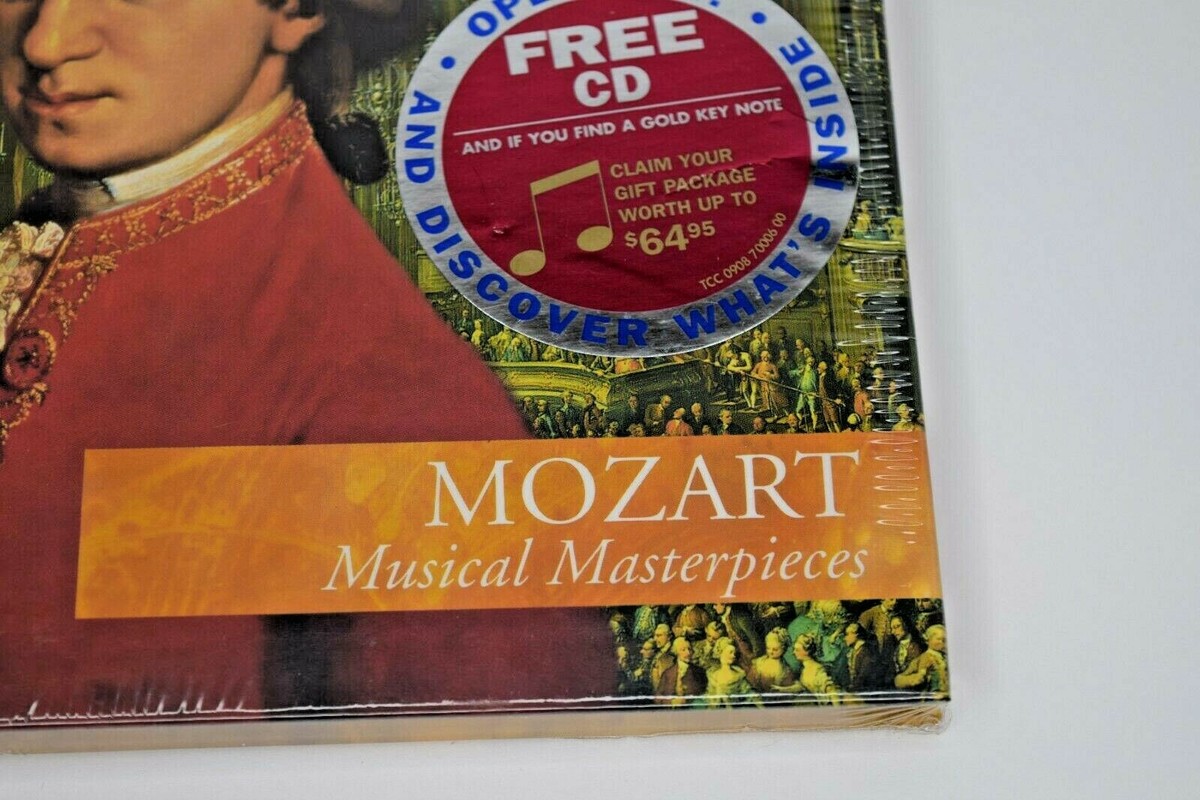 FREE
CD
AND IF YOU FIND A GOLD KEY NOTE
CLAIM YOUR
GIFT PACKAGE
WORTH UP TO
$64.95
TCC 0908 70006 00
AND DISCOVER WHAT'S INSIDE
MOZART
Musical Masterpieces